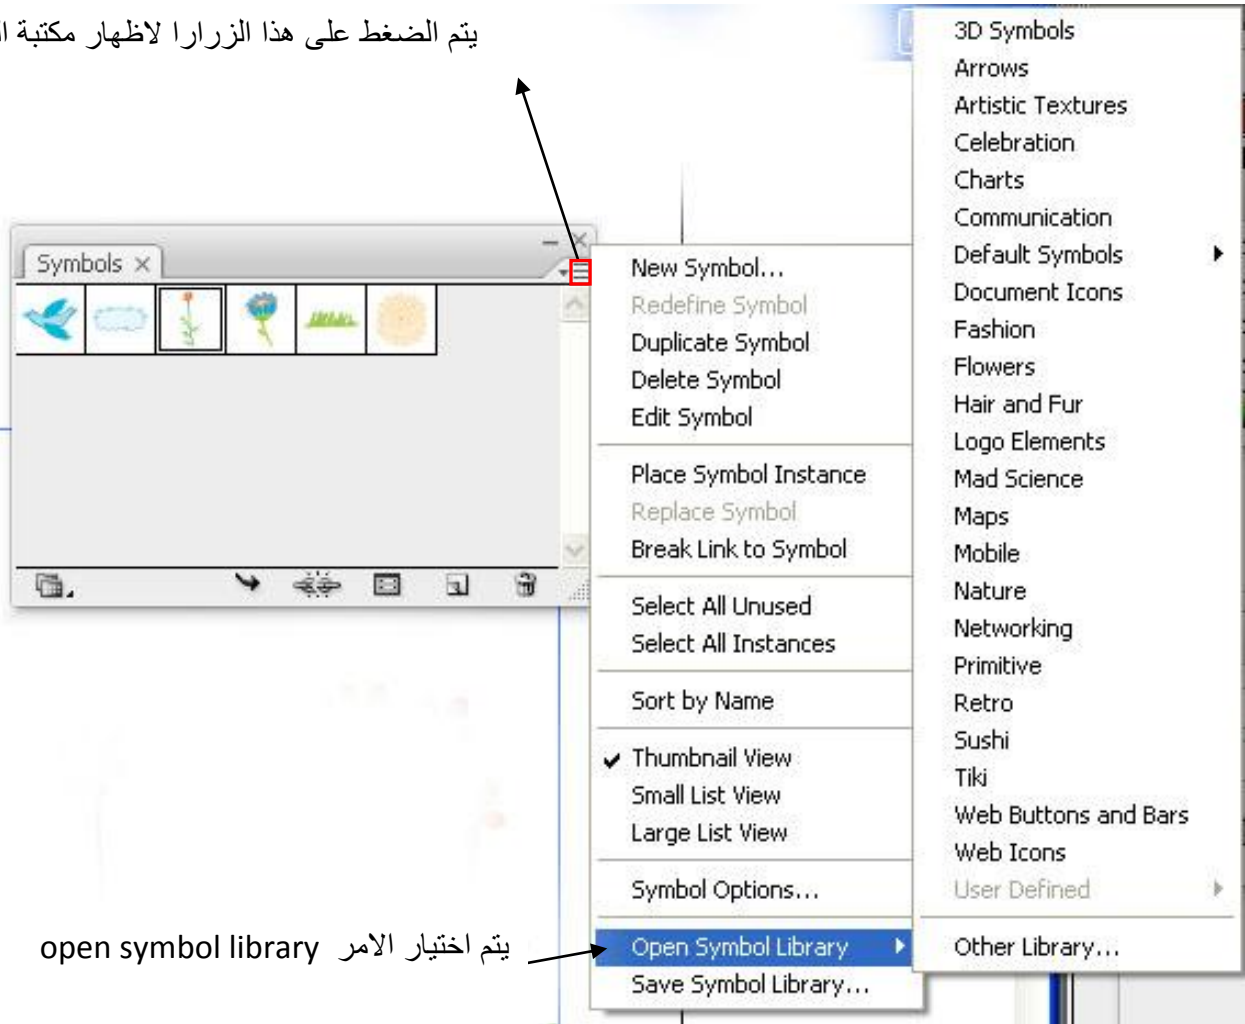 يتم الضغط على هذا الزرارا لاظهار مكتبة
Symbols
New Symbol...
Redefine Symbol
Duplicate Symbol
Delete Symbol
Edit Symbol
Place Symbol Instance
Replace Symbol
Break Link to Symbol
Select All Unused
Select All Instances
Sort by Name
Thumbnail View
Small List View
Large List View
Symbol Options...
Open Symbol Library
Save Symbol Library...
3D Symbols
Arrows
Artistic Textures
Celebration
Charts
Communication
Default Symbols
Document Icons
Fashion
Flowers
Hair and Fur
Logo Elements
Mad Science
Maps
Mobile
Nature
Networking
Primitive
Retro
Sushi
Tiki
Web Buttons and Bars
Web Icons
User Defined
Other Library...
يتم اختيار الامر open symbol library